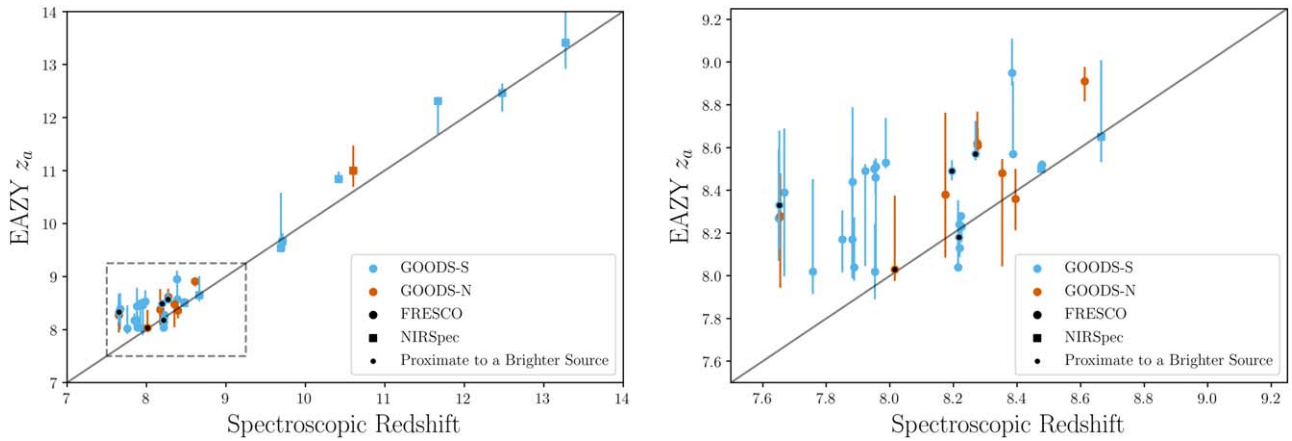 14
13
12
11
10
9
8
7
EAZY z_a
7
8
9
10
11
12
13
14
Spectroscopic Redshift
GOODS-S
GOODS-N
FRESCO
NIRSpec
Proximate to a Brighter Source
9.2
9.0
8.8
8.6
8.4
8.2
8.0
7.8
7.6
EAZY z_a
7.6
7.8
8.0
8.2
8.4
8.6
8.8
9.0
9.2
Spectroscopic Redshift
GOODS-S
GOODS-N
FRESCO
NIRSpec
Proximate to a Brighter Source